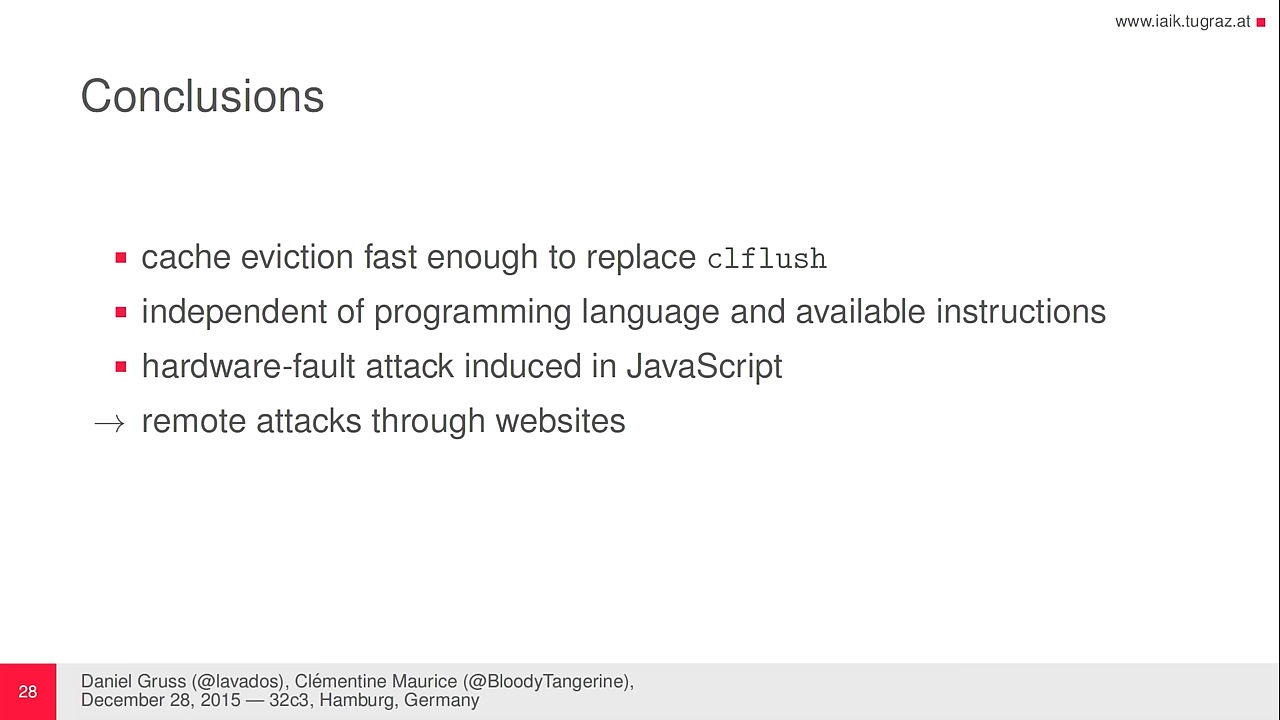 www.iaik.tugraz.at
Conclusions
cache eviction fast enough to replace clflush
independent of programming language and available instructions
hardware-fault attack induced in JavaScript
→ remote attacks through websites
28
Daniel Gruss (@lavados), Clémentine Maurice (@BloodyTangerine),
December 28, 2015 — 32c3, Hamburg, Germany